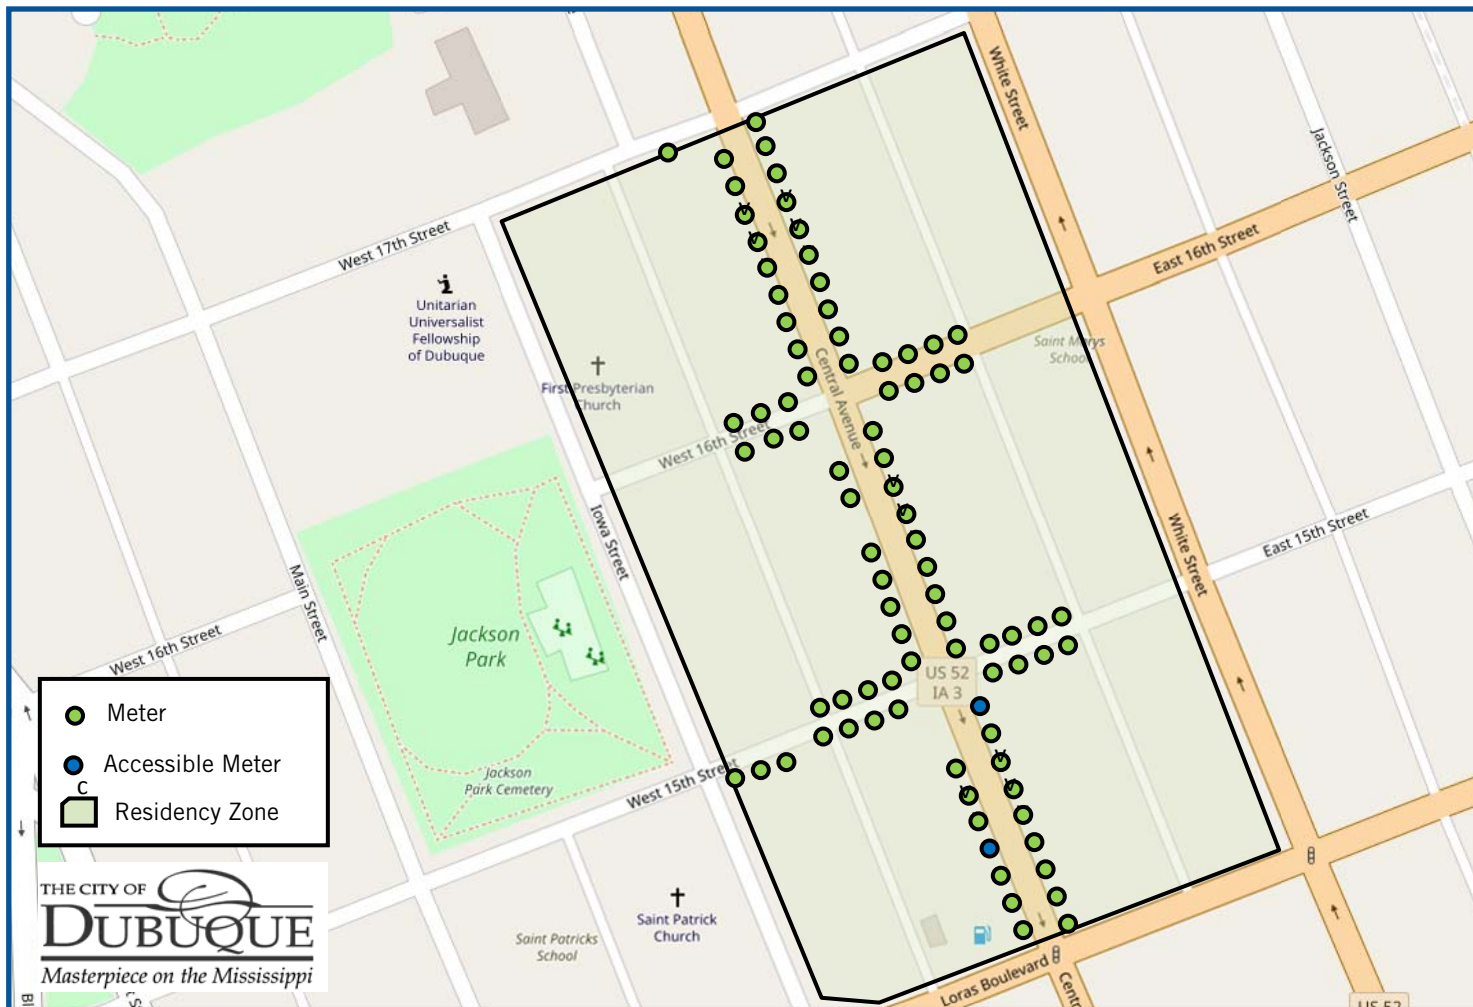 White Street
Jackson Street
East 16th Street
West 17th Street
Unitarian
Universalist
Fellowship
of Dubuque
First Presbyterian
Church
Saint Marys
School
Central Avenue
West 16th Street
Iowa Street
White Street
East 15th Street
Main Street
Jackson
Park
West 16th Street
US 52
IA 3
Jackson
Park Cemetery
West 15th Street
Meter
Accessible Meter
C
Residency Zone
THE CITY OF
DUBUQUE
Masterpiece on the Mississippi
Saint Patrick
Church
Saint Patricks
School
Loras Boulevard
US 52